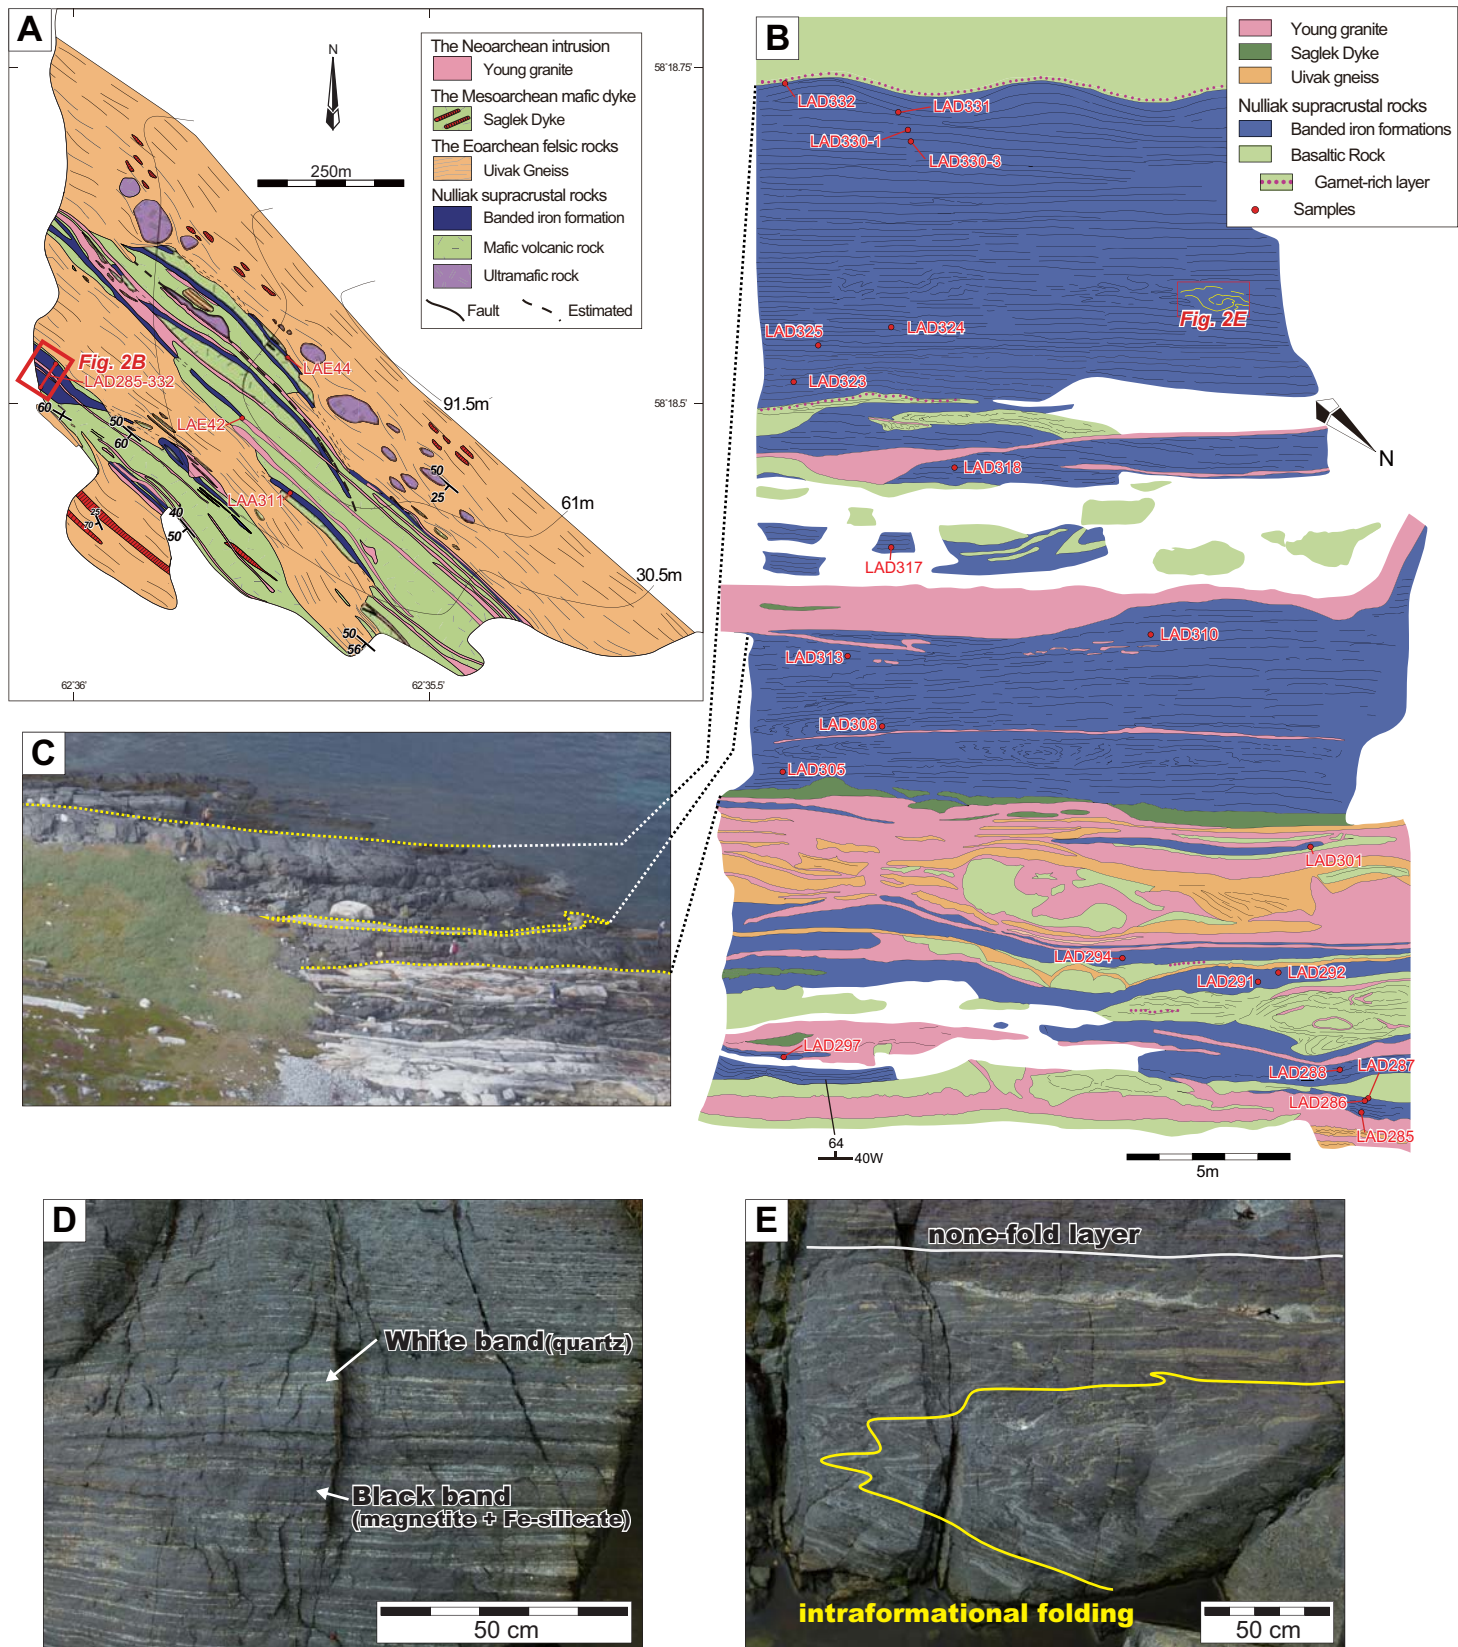 A
N
250m
The Neoarchean intrusion
Young granite
The Mesoarchean mafic dyke
Saglek Dyke
The Eoarchean felsic rocks
Uivak Gneiss
Nulliak supracrustal rocks
Banded iron formation
Mafic volcanic rock
Ultramafic rock
Fault
Estimated
58˚18.75'
58˚18.5'
Fig. 2B
LAD285-332
LAE44
LAE42
LAA311
91.5m
61m
30.5m
60
50
60
40
50
25
70
50
25
50
56
62˚36'
62˚35.5'
B
Young granite
Saglek Dyke
Uivak gneiss
Nulliak supracrustal rocks
Banded iron formations
Basaltic Rock
Garnet-rich layer
Samples
LAD332
LAD331
LAD330-1
LAD330-3
Fig. 2E
LAD324
LAD325
LAD323
N
LAD318
LAD317
LAD310
LAD313
LAD308
LAD305
LAD301
LAD294
LAD292
LAD291
LAD297
LAD287
LAD288
LAD286
LAD285
64
40W
5m
C
D
White band(quartz)
Black band
(magnetite + Fe-silicate)
50 cm
E
none-fold layer
intraformational folding
50 cm